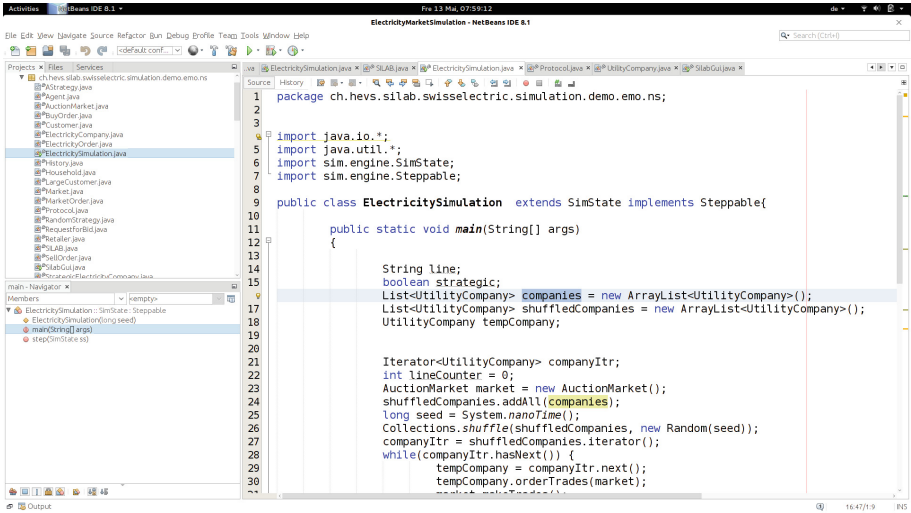 Activities NetBeans IDE 8.1 Fre 13 Mai, 07:59:12 de
ElectricityMarketSimulation - NetBeans IDE 8.1
File Edit View Navigate Source Refactor Run Debug Profile Team Tools Window Help
Search (Ctrl+I)
<default conf...
Projects × Files Services
.va ElectricitySimulation.java × SILAB.java × ElectricitySimulation.java × Protocol.java × UtilityCompany.java × SilabGui.java ×
Source History
ch.hevs.silab.swisselectric.simulation.demo.emo.ns
AStrategy.java
Agent.java
AuctionMarket.java
BuyOrder.java
Customer.java
ElectricityCompany.java
ElectricityOrder.java
ElectricitySimulation.java
History.java
Household.java
LargeCustomer.java
Market.java
MarketOrder.java
Protocol.java
RandomStrategy.java
RequestforBid.java
Retailer.java
SILAB.java
SellOrder.java
SilabGui.java
StrategicElectricityCompany.java
main - Navigator ×
Members <empty>
ElectricitySimulation :: SimState : Steppable
ElectricitySimulation(long seed)
main(String[] args)
step(SimState ss)
1 package ch.hevs.silab.swisselectric.simulation.demo.emo.ns;
2
3
import java.io.*;
5 import java.util.*;
6 import sim.engine.SimState;
7 import sim.engine.Steppable;
8
9 public class ElectricitySimulation extends SimState implements Steppable{
10
11 public static void main(String[] args)
12 {
13
14 String line;
15 boolean strategic;
List<UtilityCompany> companies = new ArrayList<UtilityCompany>();
17 List<UtilityCompany> shuffledCompanies = new ArrayList<UtilityCompany>();
18 UtilityCompany tempCompany;
19
20
21 Iterator<UtilityCompany> companyItr;
22 int lineCounter = 0;
23 AuctionMarket market = new AuctionMarket();
24 shuffledCompanies.addAll(companies);
25 long seed = System.nanoTime();
26 Collections.shuffle(shuffledCompanies, new Random(seed));
27 companyItr = shuffledCompanies.iterator();
28 while(companyItr.hasNext()) {
29 tempCompany = companyItr.next();
30 tempCompany.orderTrades(market);
31 market.makeTrades();
Output
16:47/1:9 INS